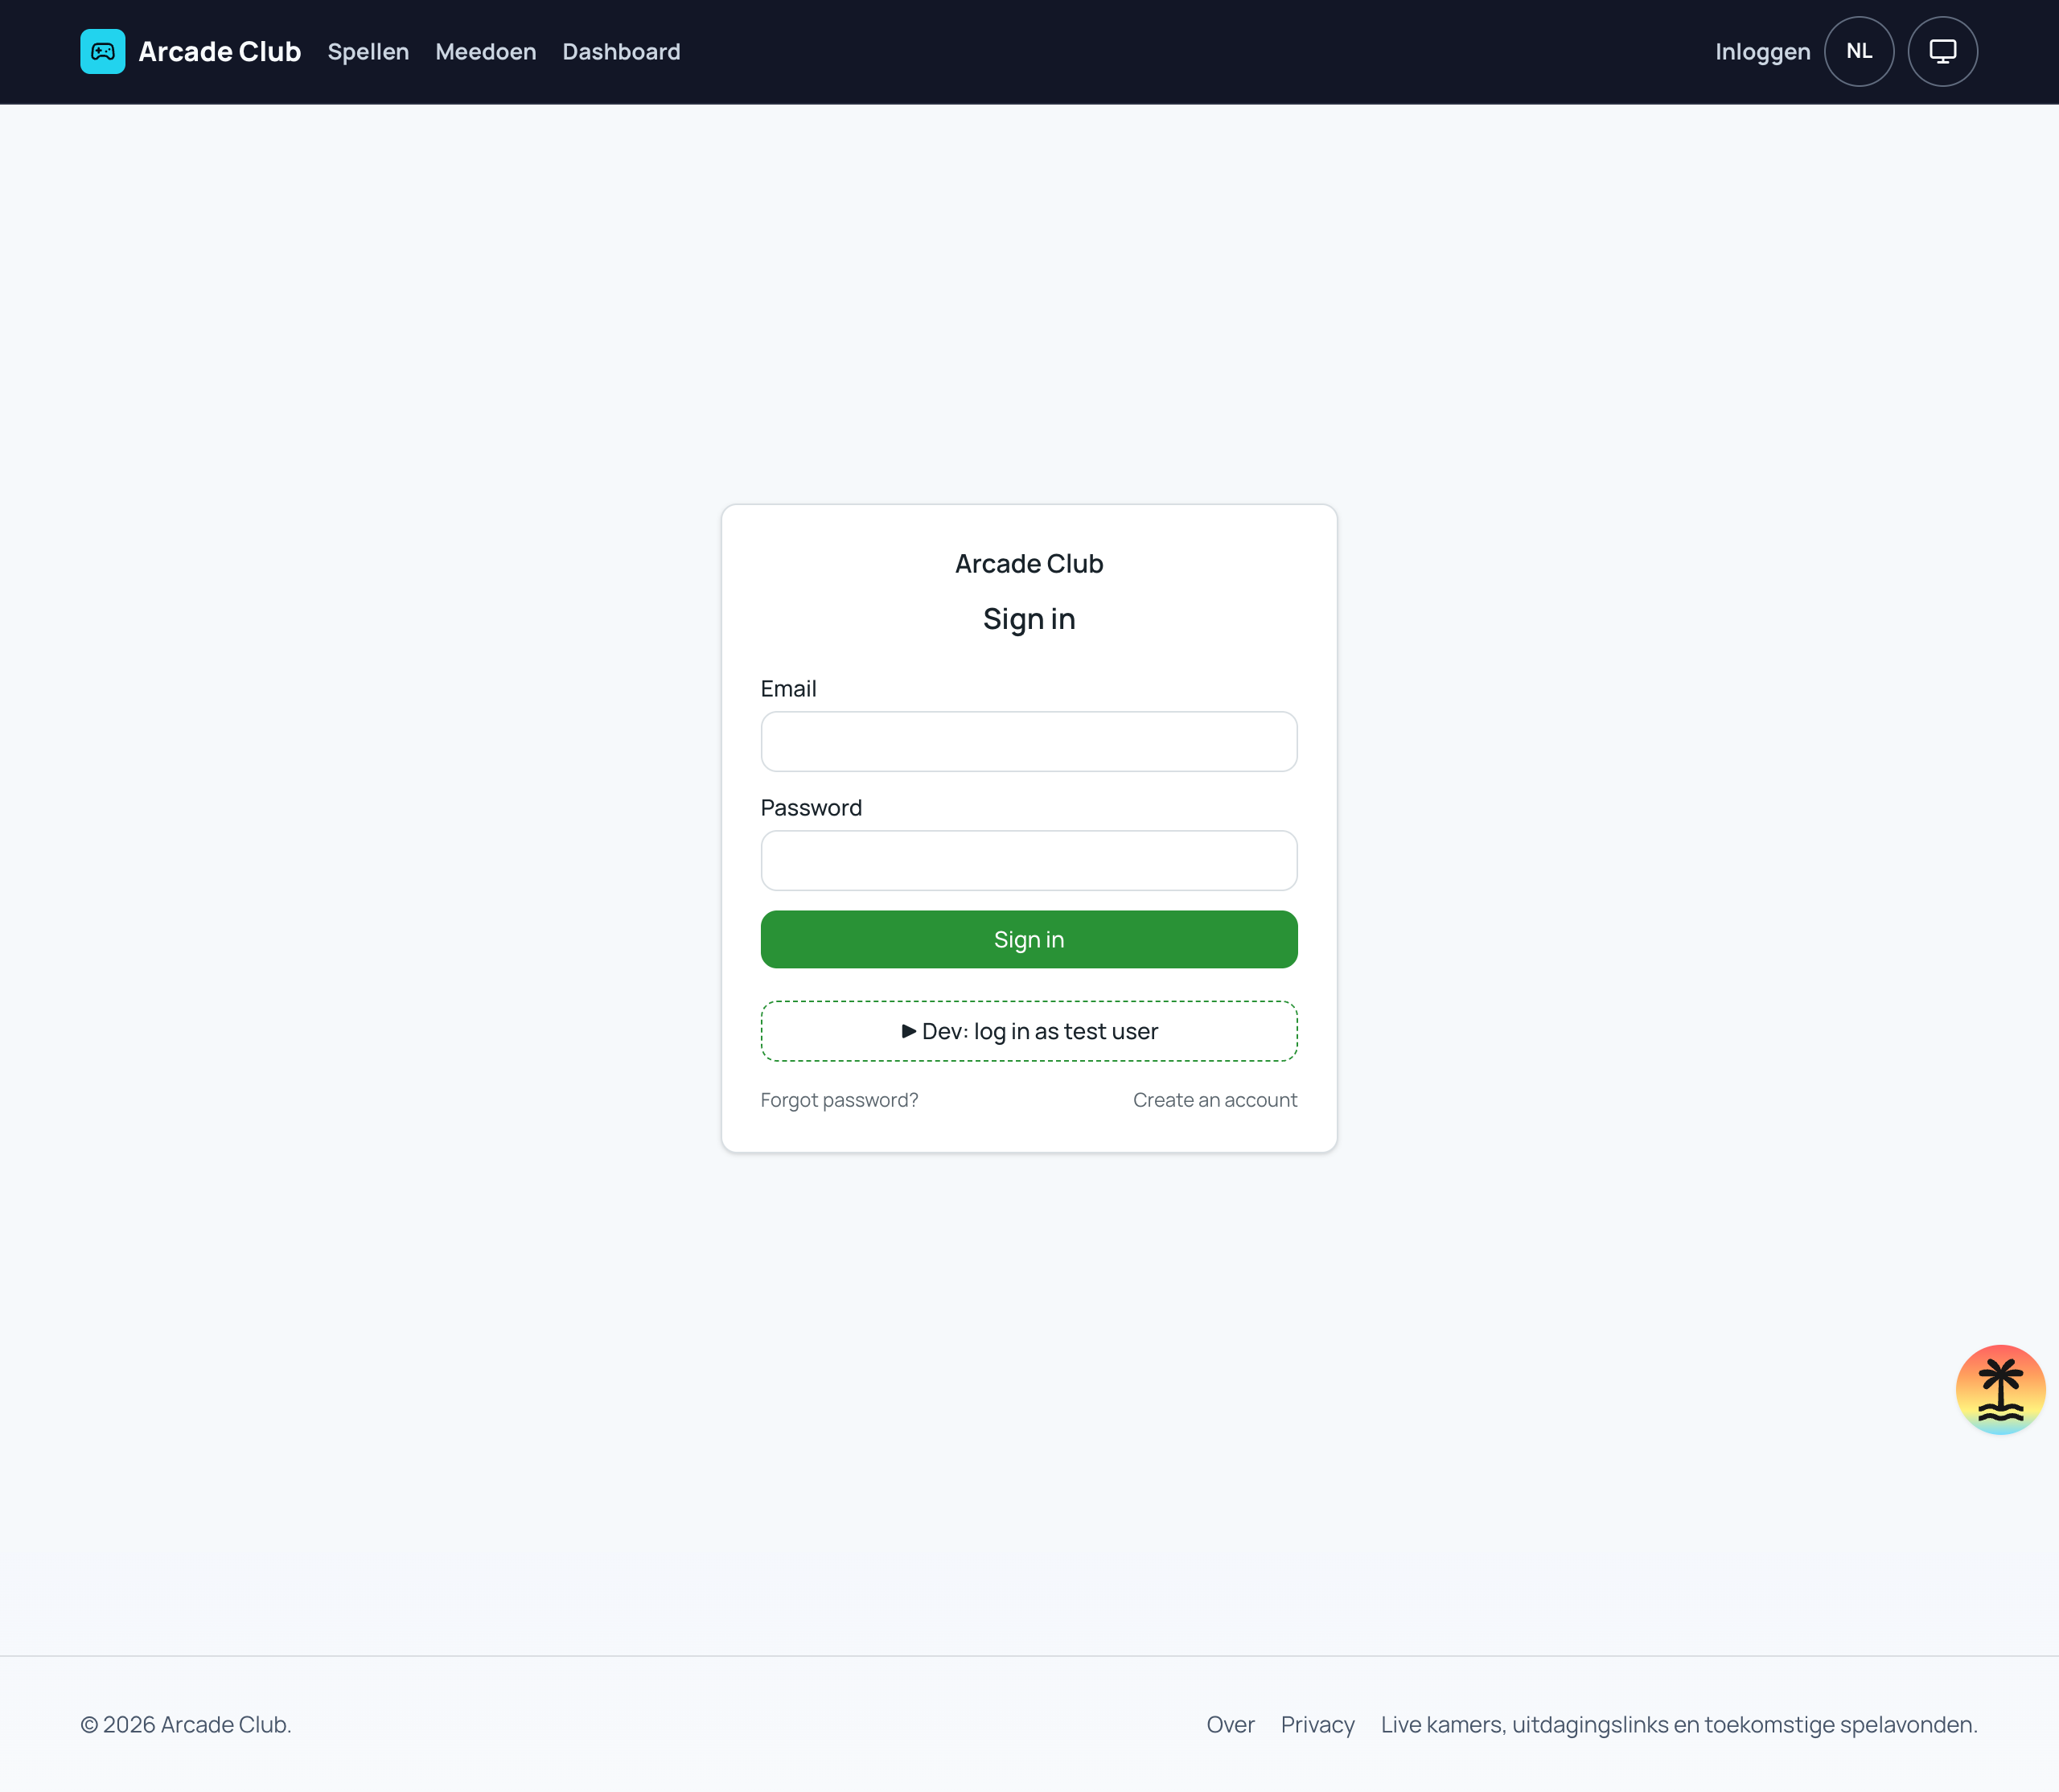 Arcade Club Spellen Meedoen Dashboard Inloggen NL
Arcade Club
Sign in
Email
Password
Sign in
Dev: log in as test user
Forgot password? Create an account
© 2026 Arcade Club. Over Privacy Live kamers, uitdagingslinks en toekomstige spelavonden.